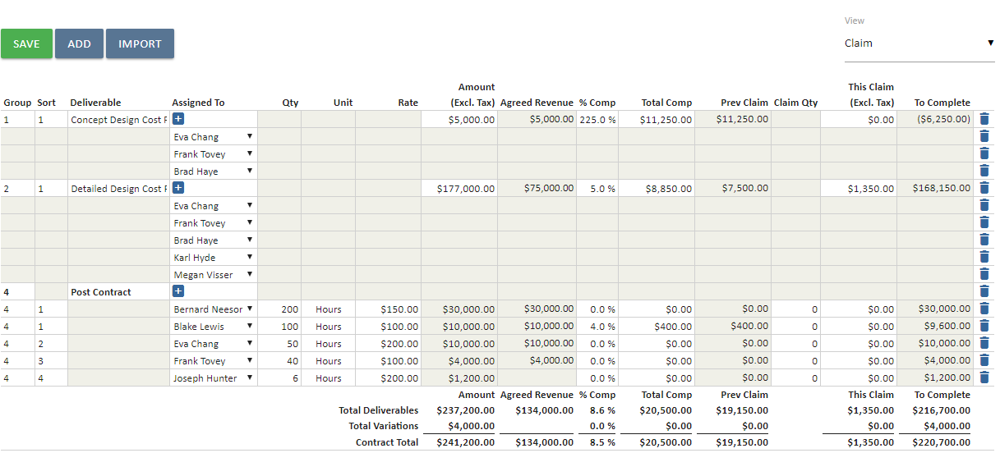 View
SAVE ADD IMPORT Claim
Amount This Claim
Group Sort Deliverable Assigned To Qty Unit Rate (Excl. Tax) Agreed Revenue % Comp Total Comp Prev Claim Claim Qty (Excl. Tax) To Complete
1 1 Concept Design Cost F + $5,000.00 $5,000.00 225.0 % $11,250.00 $11,250.00 $0.00 ($6,250.00)
Eva Chang
Frank Tovey
Brad Haye
2 1 Detailed Design Cost F + $177,000.00 $75,000.00 5.0 % $8,850.00 $7,500.00 $1,350.00 $168,150.00
Eva Chang
Frank Tovey
Brad Haye
Karl Hyde
Megan Visser
4 Post Contract +
4 1 Bernard Neesor 200 Hours $150.00 $30,000.00 $30,000.00 0.0 % $0.00 $0.00 0 $0.00 $30,000.00
4 1 Blake Lewis 100 Hours $100.00 $10,000.00 $10,000.00 4.0 % $400.00 $400.00 0 $0.00 $9,600.00
4 2 Eva Chang 50 Hours $200.00 $10,000.00 $10,000.00 0.0 % $0.00 $0.00 0 $0.00 $10,000.00
4 3 Frank Tovey 40 Hours $100.00 $4,000.00 $4,000.00 0.0 % $0.00 $0.00 0 $0.00 $4,000.00
4 4 Joseph Hunter 6 Hours $200.00 $1,200.00 0.0 % $0.00 $0.00 0 $0.00 $1,200.00
Amount Agreed Revenue % Comp Total Comp Prev Claim This Claim To Complete
Total Deliverables $237,200.00 $134,000.00 8.6 % $20,500.00 $19,150.00 $1,350.00 $216,700.00
Total Variations $4,000.00 0.0 % $0.00 $0.00 $0.00 $4,000.00
Contract Total $241,200.00 $134,000.00 8.5 % $20,500.00 $19,150.00 $1,350.00 $220,700.00